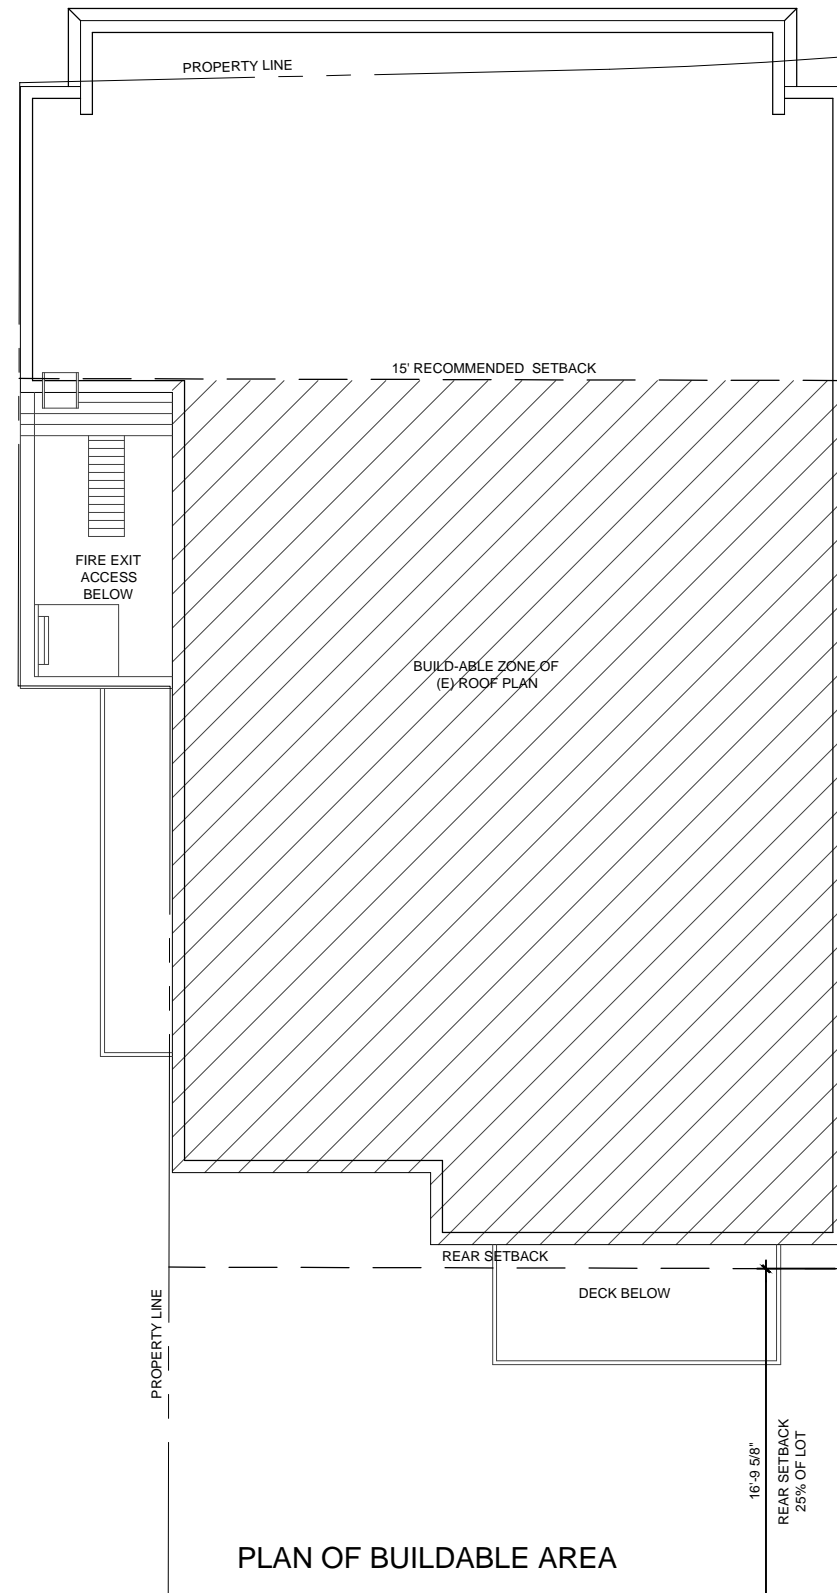 PROPERTY LINE
15' RECOMMENDED SETBACK
FIRE EXIT
ACCESS
BELOW
BUILD-ABLE ZONE OF
(E) ROOF PLAN
REAR SETBACK
DECK BELOW
PROPERTY LINE
16'-9 5/8"
REAR SETBACK
25% OF LOT
PLAN OF BUILDABLE AREA